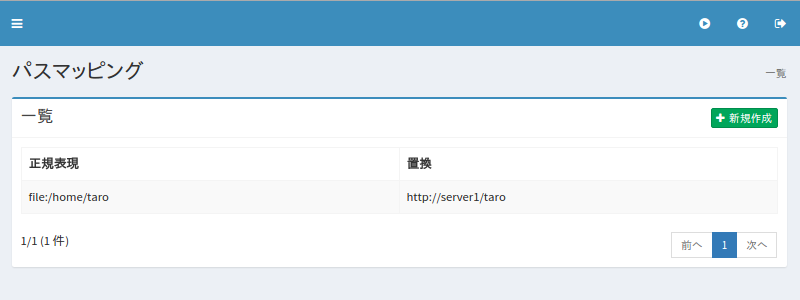 パスマッピング
一覧
一覧
新規作成
正規表現 置換
file:/home/taro http://server1/taro
1/1 (1 件)
前へ 1 次へ